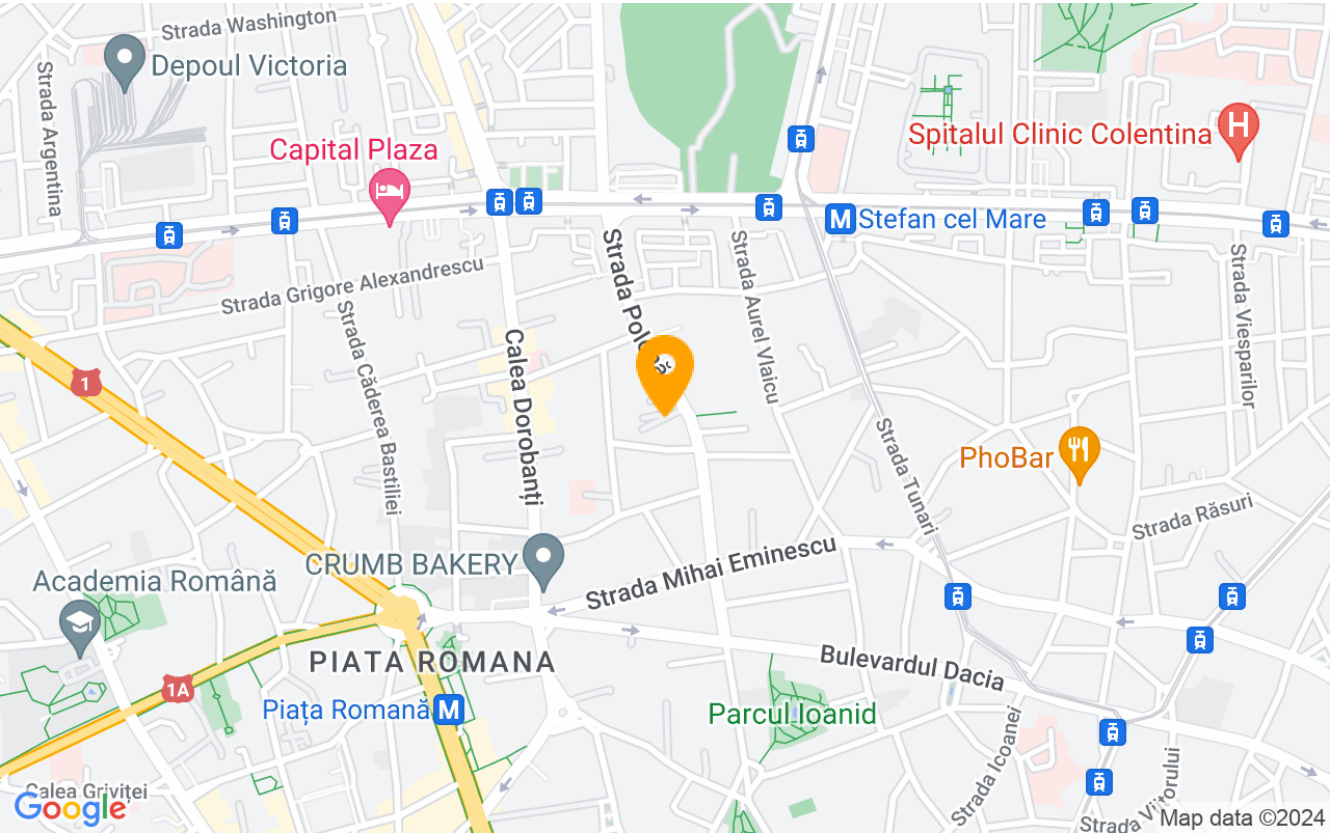 Strada Washington
Depoul Victoria
Strada Argentina
Capital Plaza
Spitalul Clinic Colentina
H
M Stefan cel Mare
Strada Grigore Alexandrescu
Strada Aurel Vlaicu
Strada Viesparilor
Strada Căderea Bastiliei
Calea Dorobanți
1
Strada Tunari
PhoBar
Strada Răsuri
CRUMB BAKERY
Strada Mihai Eminescu
Academia Română
PIATA ROMANA
Bulevardul Dacia
1A
Piața Romană M
Parcul Ioanid
Strada Icoanei
Calea Griviței
Google
Strada
Map data ©2024